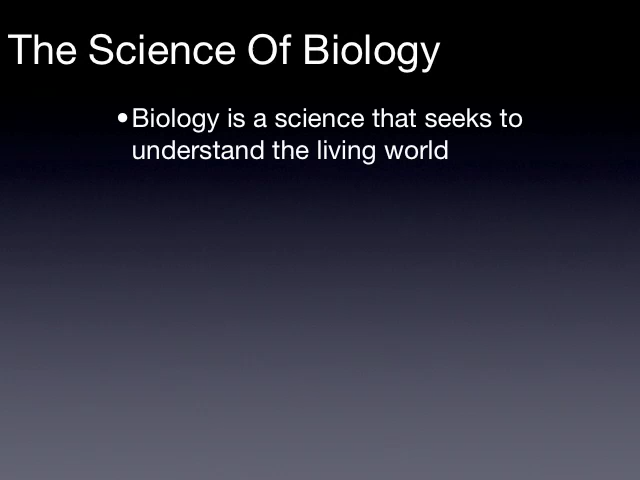 The Science Of Biology
•Biology is a science that seeks to
understand the living world